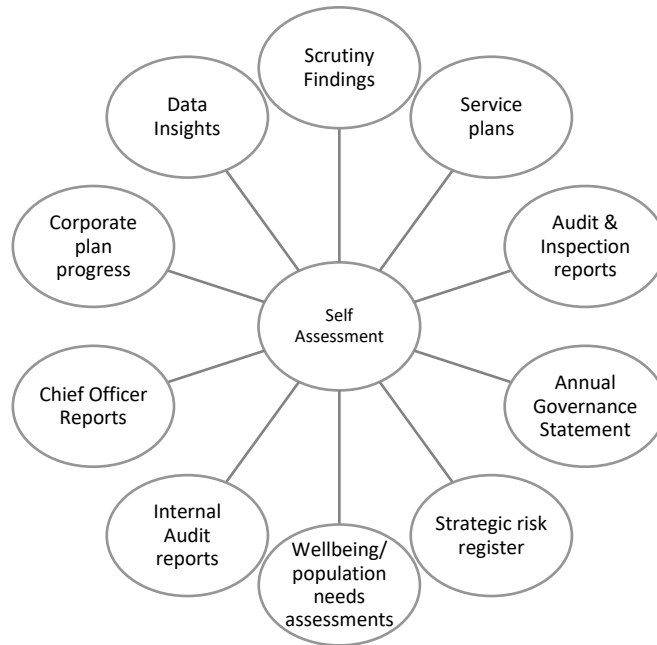 Scrutiny
Findings
Service
plans
Audit &
Inspection
reports
Annual
Governance
Statement
Strategic risk
register
Wellbeing/
population
needs
assessments
Internal
Audit
reports
Chief Officer
Reports
Corporate
plan
progress
Data
Insights
Self
Assessment